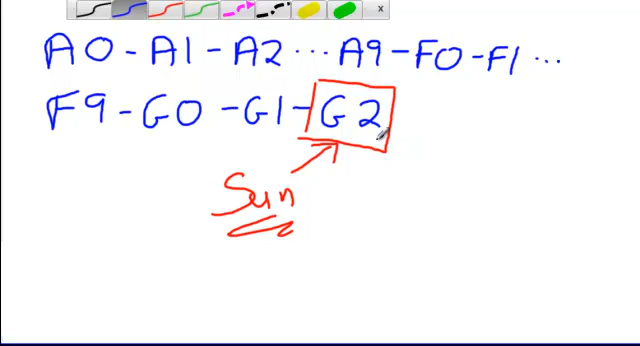 A0 - A1 - A2 ... A9 - F0 - F1 ...
F9 - G0 - G1 - G2
Sun